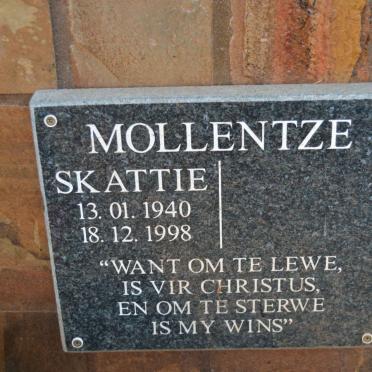 MOLLENTZE
SKATTIE
13. 01. 1940
18. 12. 1998
"WANT OM TE LEWE,
IS VIR CHRISTUS,
EN OM TE STERWE
IS MY WINS"